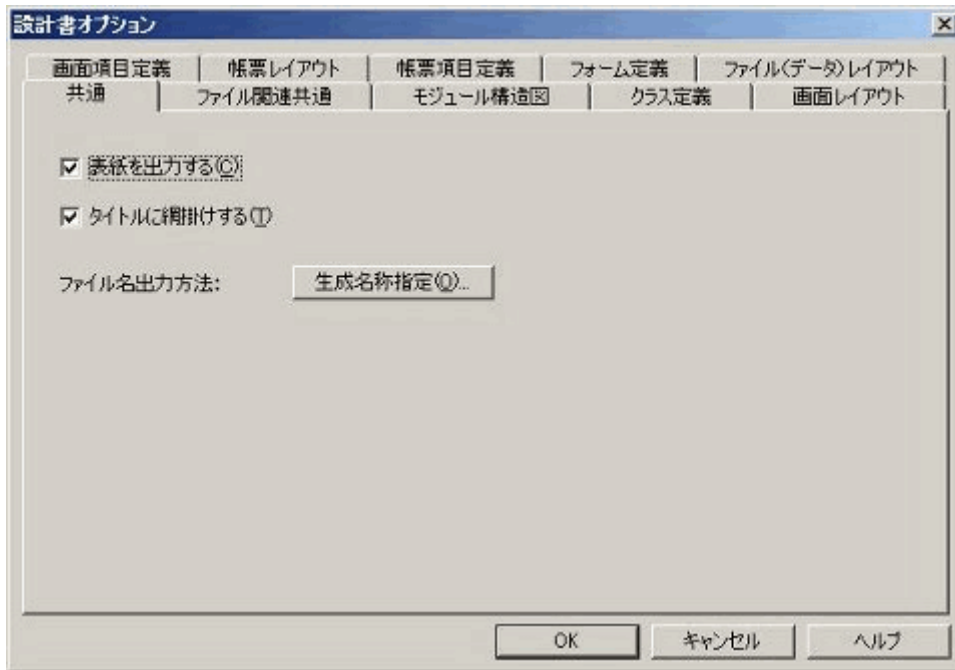 設計書オプション
画面項目定義 帳票レイアウト 帳票項目定義 フォーム定義 ファイル(データ)レイアウト
共通 ファイル関連共通 モジュール構造図 クラス定義 画面レイアウト
表紙を出力する(C)
タイトルに網掛けする(T)
ファイル名出力方法: 生成名称指定(O)...
OK キャンセル ヘルプ